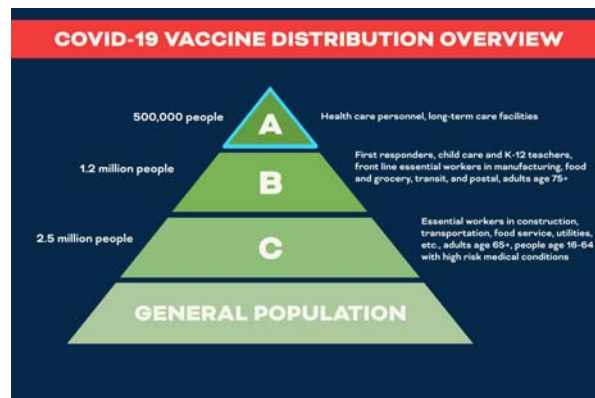 COVID-19 VACCINE DISTRIBUTION OVERVIEW
500,000 people
A
Health care personnel, long-term care facilities
1.2 million people
B
First responders, child care and K-12 teachers,
front line essential workers in manufacturing, food
and grocery, transit, and postal, adults age 75+
2.5 million people
C
Essential workers in construction,
transportation, food service, utilities,
etc., adults age 65+, people age 16-64
with high risk medical conditions
GENERAL POPULATION